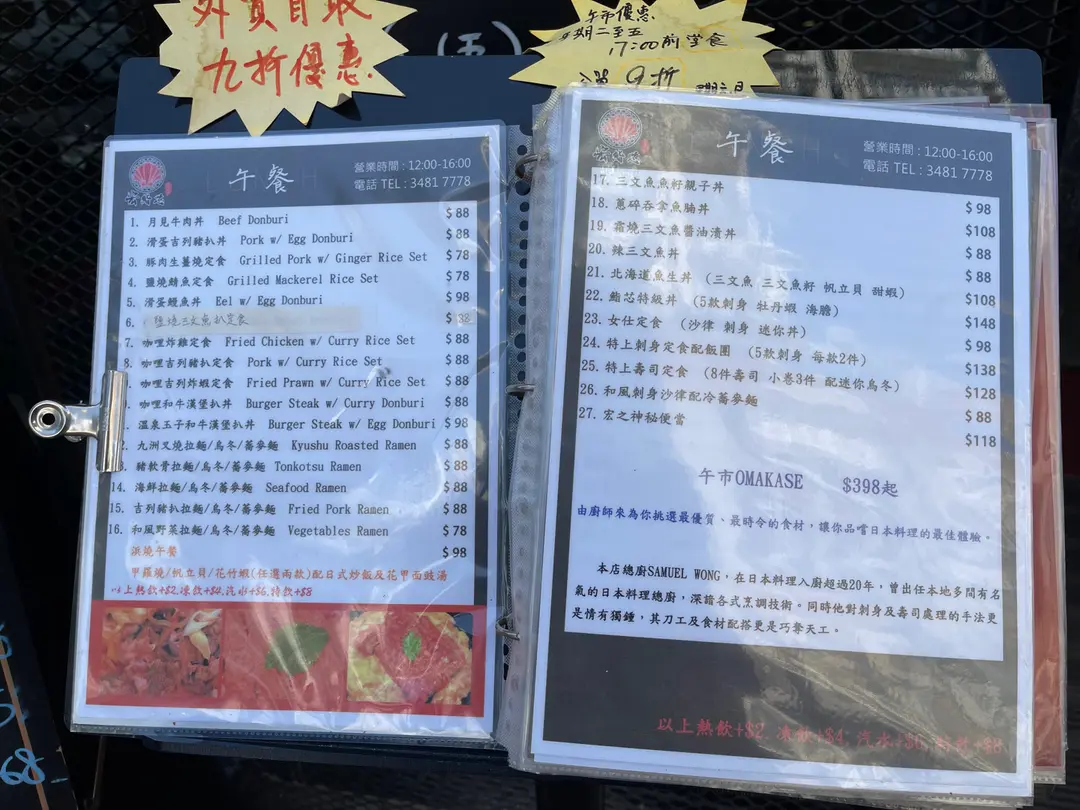 外賣自取
九折優惠
(五)
午市優惠
期二至五
17:00前堂食
9折
午餐
營業時間：12:00-16:00
電話 TEL：3481 7778
1. 月見牛肉丼 Beef Donburi $ 88
2. 滑蛋吉列豬扒丼 Pork w/ Egg Donburi $ 88
3. 豚肉生薑燒定食 Grilled Pork w/ Ginger Rice Set $ 78
4. 鹽燒鯖魚定食 Grilled Mackerel Rice Set $ 78
5. 滑蛋鰻魚丼 Eel w/ Egg Donburi $ 98
6. 鹽燒三文魚扒定食 $
7. 咖哩炸雞定食 Fried Chicken w/ Curry Rice Set $ 88
8. 咖哩吉列豬扒定食 Pork w/ Curry Rice Set $ 88
咖哩吉列炸蝦定食 Fried Prawn w/ Curry Rice Set $ 88
咖哩和牛漢堡扒丼 Burger Steak w/ Curry Donburi $ 88
溫泉玉子和牛漢堡扒丼 Burger Steak w/ Egg Donburi $ 98
九洲叉燒拉麵/烏冬/蕎麥麵 Kyushu Roasted Ramen $ 88
豬軟骨拉麵/烏冬/蕎麥麵 Tonkotsu Ramen $ 88
14. 海鮮拉麵/烏冬/蕎麥麵 Seafood Ramen $ 88
15. 吉列豬扒拉麵/烏冬/蕎麥麵 Fried Pork Ramen $ 88
16. 和風野菜拉麵/烏冬/蕎麥麵 Vegetables Ramen $ 78
浜燒午餐 $ 98
甲羅燒/帆立貝/花竹蝦(任選兩款)配日式炒飯及花甲面豉湯
以上熱飲+$2,凍飲+$4,汽水+$6,特飲+$8
午餐
營業時間：12:00-16:00
電話 TEL：3481 7778
17. 三文魚魚籽親子丼 $ 98
18. 蔥碎吞拿魚腩丼 $108
19. 霜燒三文魚醬油漬丼 $ 88
20. 辣三文魚丼 $ 88
21. 北海道魚生丼 (三文魚 三文魚籽 帆立貝 甜蝦) $108
22. 鮨芯特級丼 (5款刺身 牡丹蝦 海膽) $148
23. 女仕定食 (沙律 刺身 迷你丼) $ 98
24. 特上刺身定食配飯團 (5款刺身 每款2件) $138
25. 特上壽司定食 (8件壽司 小卷3件 配迷你烏冬) $128
26. 和風刺身沙律配冷蕎麥麵 $ 88
27. 宏之神秘便當 $118
午市OMAKASE $398起
由廚師來為你挑選最優質、最時令的食材，讓你品嚐日本料理的最佳體驗。
本店總廚SAMUEL WONG，在日本料理入廚超過20年，曾出任本地多間有名
氣的日本料理總廚，深諳各式烹調技術。同時他對刺身及壽司處理的手法更
是情有獨鍾，其刀工及食材配搭更是巧奪天工。
以上熱飲+$2, 凍飲+$4, 汽水+$6, 特飲+$8
68